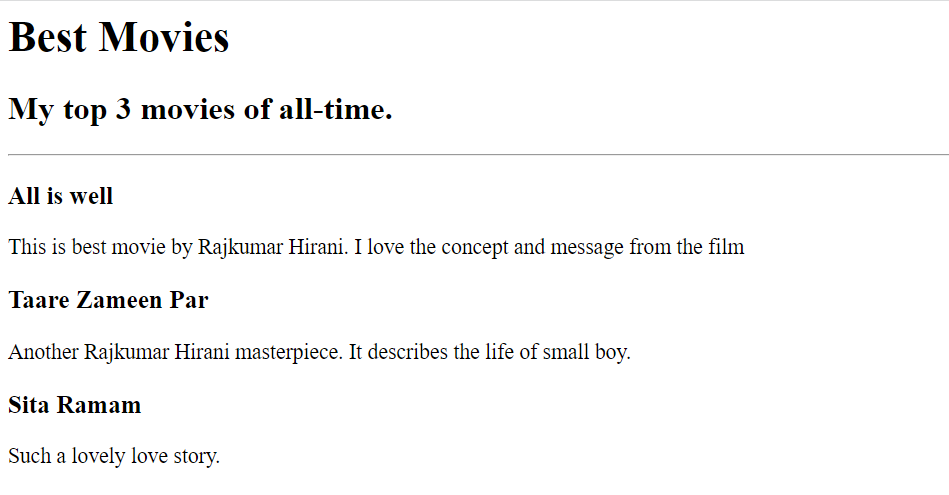 Best Movies
My top 3 movies of all-time.
All is well
This is best movie by Rajkumar Hirani. I love the concept and message from the film
Taare Zameen Par
Another Rajkumar Hirani masterpiece. It describes the life of small boy.
Sita Ramam
Such a lovely love story.